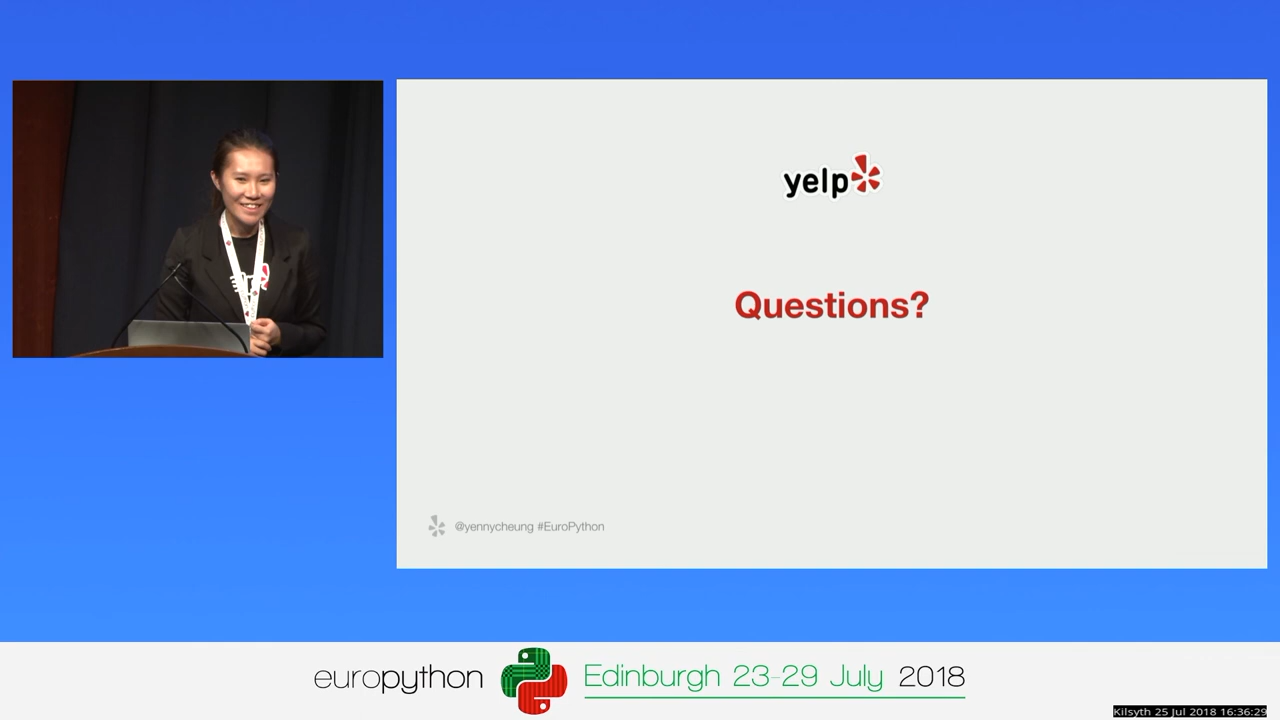 yelp
Questions?
@yennycheung #EuroPython
europython Edinburgh 23-29 July 2018
Kilsyth 25 Jul 2018 16:36:29